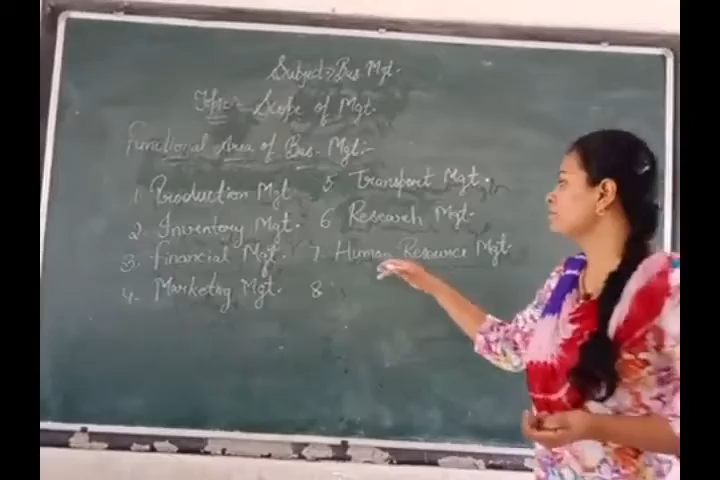 Subject:> Bus Mgt.
Topic:- Scope of Mgt.
Functional Area of Bus. Mgt:-
1. Production Mgt
2. Inventory Mgt.
3. Financial Mgt.
4. Marketing Mgt.
5. Transport Mgt.
6 Research Mgt.
7. Human Resource Mgt.
8